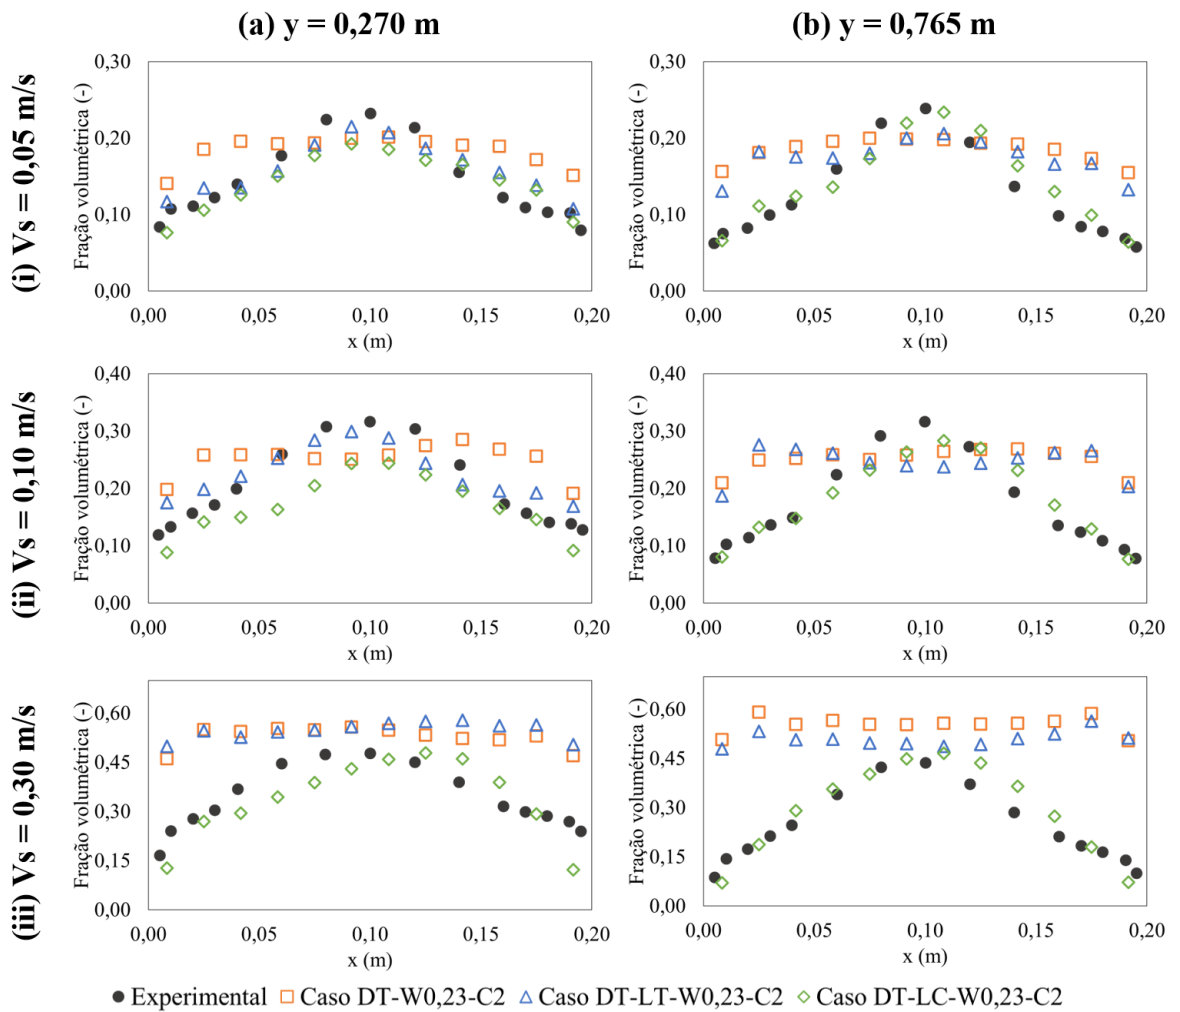 (a) y = 0,270 m
(b) y = 0,765 m
(i) Vs = 0,05 m/s
Fração volumétrica (-)
0,30
0,20
0,10
0,00
0,00 0,05 0,10 0,15 0,20
x (m)
Fração volumétrica (-)
0,30
0,20
0,10
0,00
0,00 0,05 0,10 0,15 0,20
x (m)
(ii) Vs = 0,10 m/s
Fração volumétrica (-)
0,40
0,30
0,20
0,10
0,00
0,00 0,05 0,10 0,15 0,20
x (m)
Fração volumétrica (-)
0,40
0,30
0,20
0,10
0,00
0,00 0,05 0,10 0,15 0,20
x (m)
(iii) Vs = 0,30 m/s
Fração volumétrica (-)
0,60
0,45
0,30
0,15
0,00
0,00 0,05 0,10 0,15 0,20
x (m)
Fração volumétrica (-)
0,60
0,45
0,30
0,15
0,00
0,00 0,05 0,10 0,15 0,20
x (m)
Experimental Caso DT-W0,23-C2 Caso DT-LT-W0,23-C2 Caso DT-LC-W0,23-C2